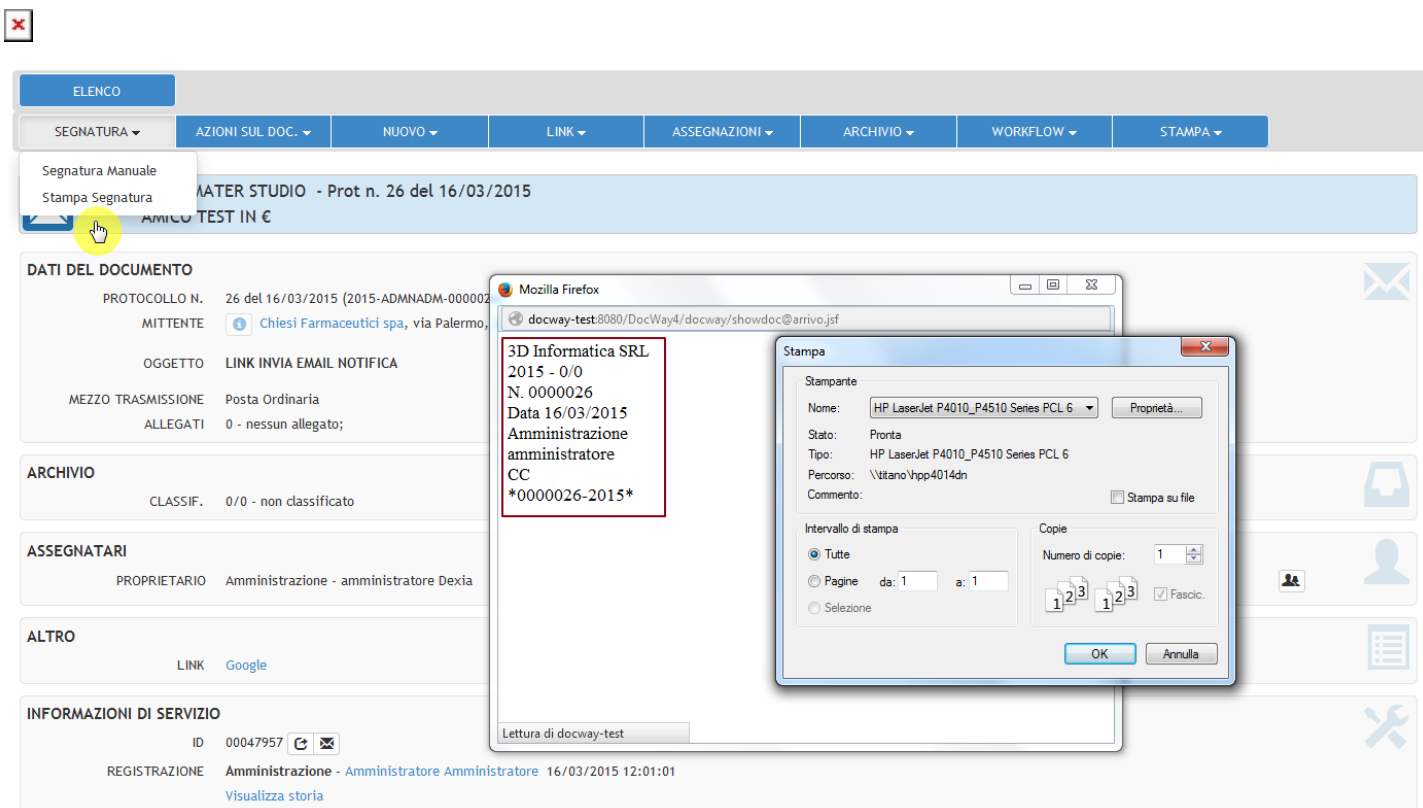 ELENCO
SEGNATURA AZIONI SUL DOC. NUOVO LINK ASSEGNAZIONI ARCHIVIO WORKFLOW STAMPA
Segnatura Manuale
Stampa Segnatura
MATER STUDIO - Prot n. 26 del 16/03/2015
AMICO TEST IN €
DATI DEL DOCUMENTO
PROTOCOLLO N. 26 del 16/03/2015 (2015-ADMNADM-000002
MITTENTE Chiesi Farmaceutici spa, via Palermo,
OGGETTO LINK INVIA EMAIL NOTIFICA
MEZZO TRASMISSIONE Posta Ordinaria
ALLEGATI 0 - nessun allegato;
ARCHIVIO
CLASSIF. 0/0 - non classificato
ASSEGNATARI
PROPRIETARIO Amministrazione - amministratore Dexia
ALTRO
LINK Google
INFORMAZIONI DI SERVIZIO
ID 00047957
REGISTRAZIONE Amministrazione - Amministratore Amministratore 16/03/2015 12:01:01
Visualizza storia
Mozilla Firefox
docway-test:8080/DocWay4/docway/showdoc@arrivo.jsf
3D Informatica SRL
2015 - 0/0
N. 0000026
Data 16/03/2015
Amministrazione
amministratore
CC
*0000026-2015*
Lettura di docway-test
Stampa
Stampante
Nome: HP LaserJet P4010_P4510 Series PCL 6 Proprietà...
Stato: Pronta
Tipo: HP LaserJet P4010_P4510 Series PCL 6
Percorso: \\titano\hpp4014dn
Commento: Stampa su file
Intervallo di stampa
Tutte
Pagine da: 1 a: 1
Selezione
Copie
Numero di copie: 1
1 2 3 1 2 3 Fascic.
OK Annulla